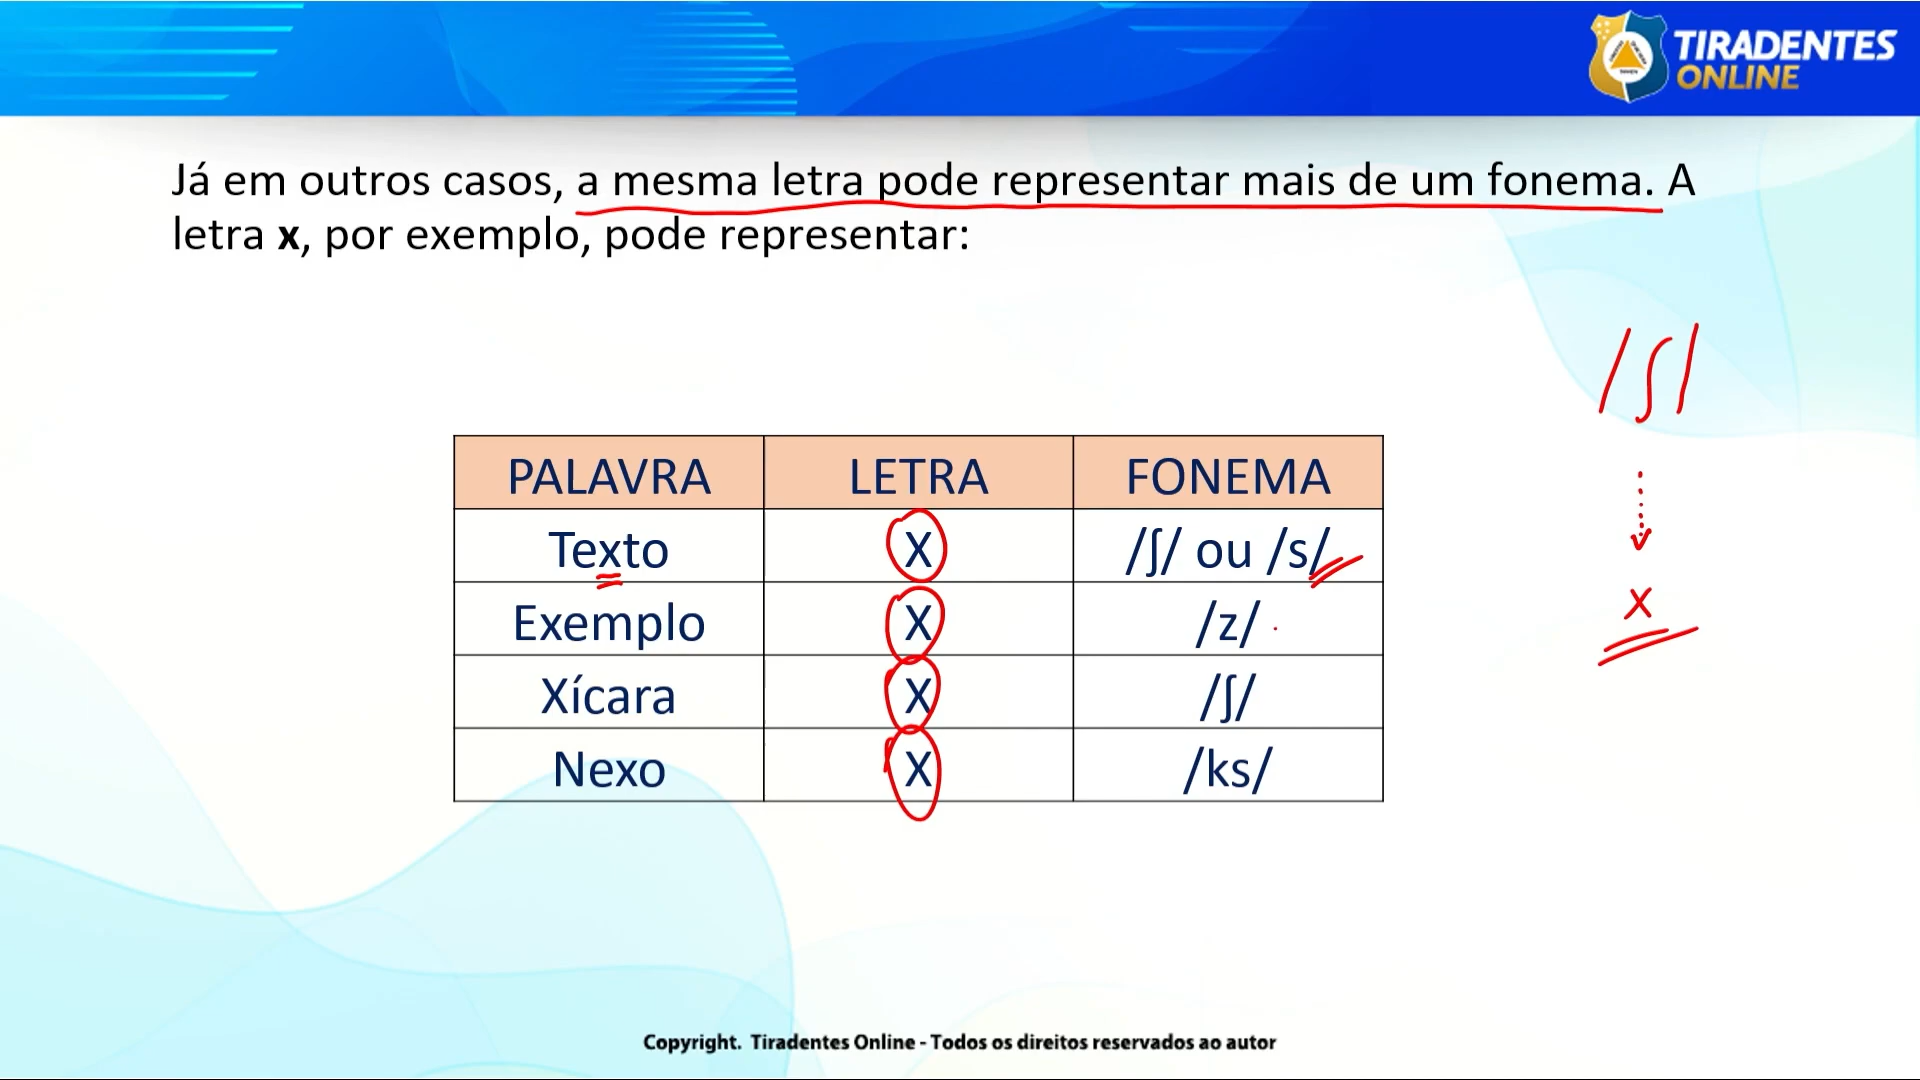 TIRADENTES
ONLINE
Já em outros casos, a mesma letra pode representar mais de um fonema. A
letra x, por exemplo, pode representar:
/ʃ/
PALAVRA LETRA FONEMA
Texto X /ʃ/ ou /s/
Exemplo X /z/
x
Xícara X /ʃ/
Nexo X /ks/
Copyright. Tiradentes Online - Todos os direitos reservados ao autor